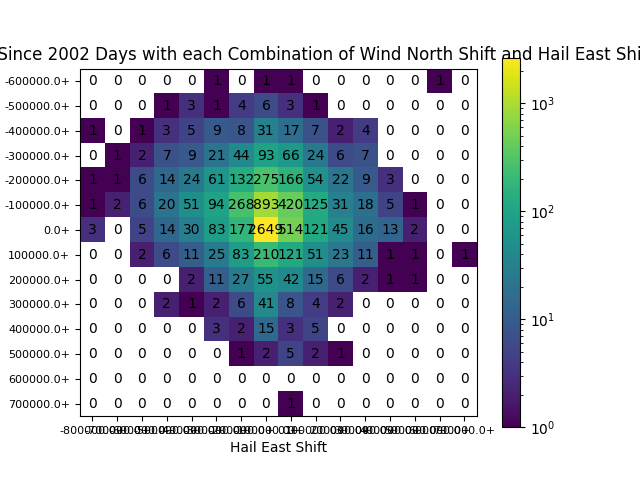 Since 2002 Days with each Combination of Wind North Shift and Hail East Shi
-600000.0+ 0 0 0 0 0 1 0 1 1 0 0 0 0 0 1 0
-500000.0+ 0 0 0 1 3 1 4 6 3 1 0 0 0 0 0 0
-400000.0+ 1 0 1 3 5 9 8 31 17 7 2 4 0 0 0 0
-300000.0+ 0 1 2 7 9 21 44 93 66 24 6 7 0 0 0 0
-200000.0+ 1 1 6 14 24 61 132 275 166 54 22 9 3 0 0 0
-100000.0+ 1 2 6 20 51 94 268 893 420 125 31 18 5 1 0 0
0.0+ 3 0 5 14 30 83 177 2649 514 121 45 16 13 2 0 0
100000.0+ 0 0 2 6 11 25 83 210 121 51 23 11 1 1 0 1
200000.0+ 0 0 0 0 2 11 27 55 42 15 6 2 1 1 0 0
300000.0+ 0 0 0 2 1 2 6 41 8 4 2 0 0 0 0 0
400000.0+ 0 0 0 0 0 3 2 15 3 5 0 0 0 0 0 0
500000.0+ 0 0 0 0 0 0 1 2 5 2 1 0 0 0 0 0
600000.0+ 0 0 0 0 0 0 0 0 0 0 0 0 0 0 0 0
700000.0+ 0 0 0 0 0 0 0 0 1 0 0 0 0 0 0 0
Hail East Shift
10³
10²
10¹
10⁰